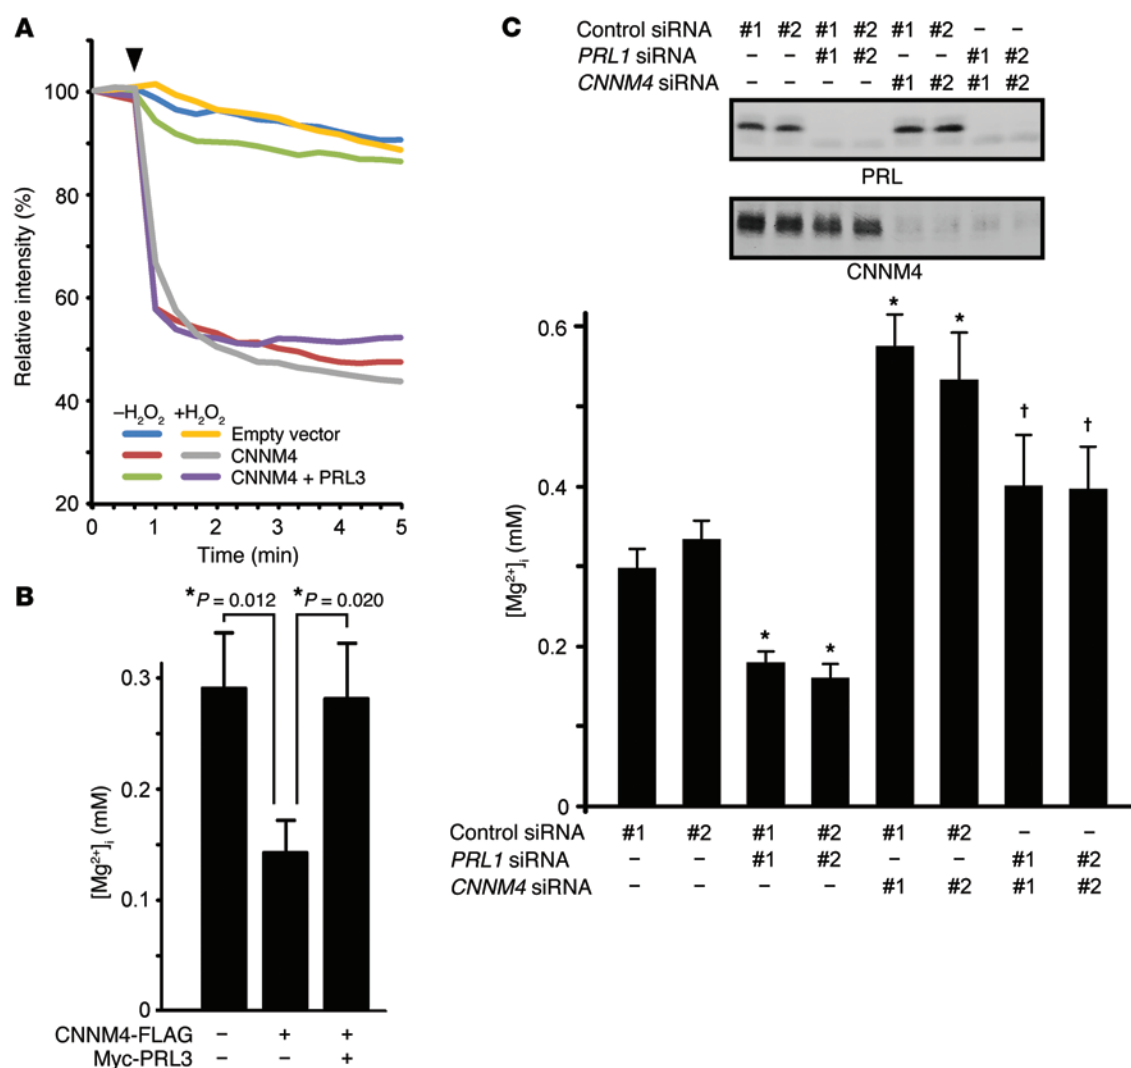 A
100
80
60
40
20
Relative intensity (%)
0 1 2 3 4 5
Time (min)
–H2O2 +H2O2
Empty vector
CNNM4
CNNM4 + PRL3
B
*P = 0.012 *P = 0.020
0.3
0.2
0.1
0
[Mg2+]i (mM)
CNNM4-FLAG – + +
Myc-PRL3 – – +
C
Control siRNA #1 #2 #1 #2 #1 #2 – –
PRL1 siRNA – – #1 #2 – – #1 #2
CNNM4 siRNA – – – – #1 #2 #1 #2
PRL
CNNM4
0.6
0.4
0.2
0
[Mg2+]i (mM)
* * * * † †
Control siRNA #1 #2 #1 #2 #1 #2 – –
PRL1 siRNA – – #1 #2 – – #1 #2
CNNM4 siRNA – – – – #1 #2 #1 #2